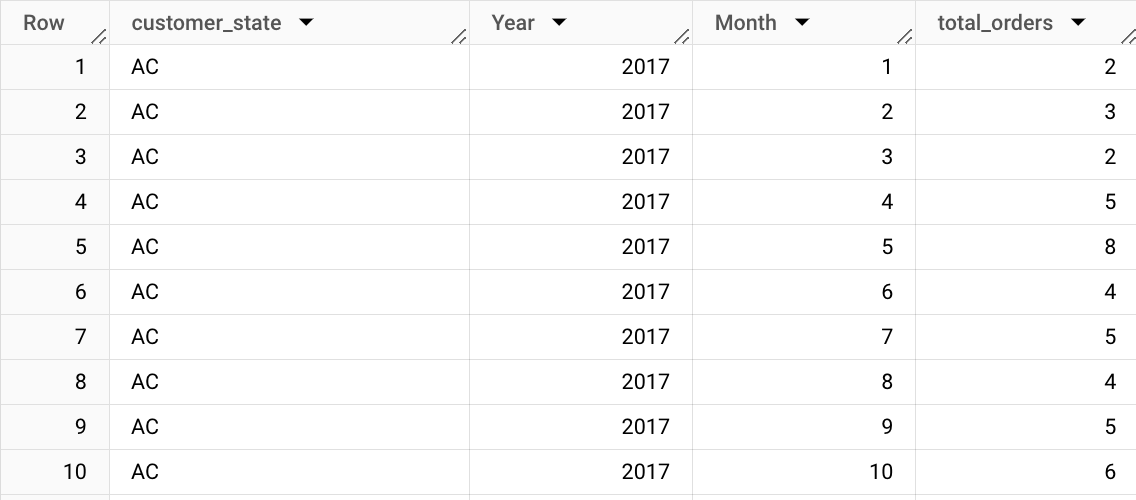 Row customer_state Year Month total_orders
1 AC 2017 1 2
2 AC 2017 2 3
3 AC 2017 3 2
4 AC 2017 4 5
5 AC 2017 5 8
6 AC 2017 6 4
7 AC 2017 7 5
8 AC 2017 8 4
9 AC 2017 9 5
10 AC 2017 10 6